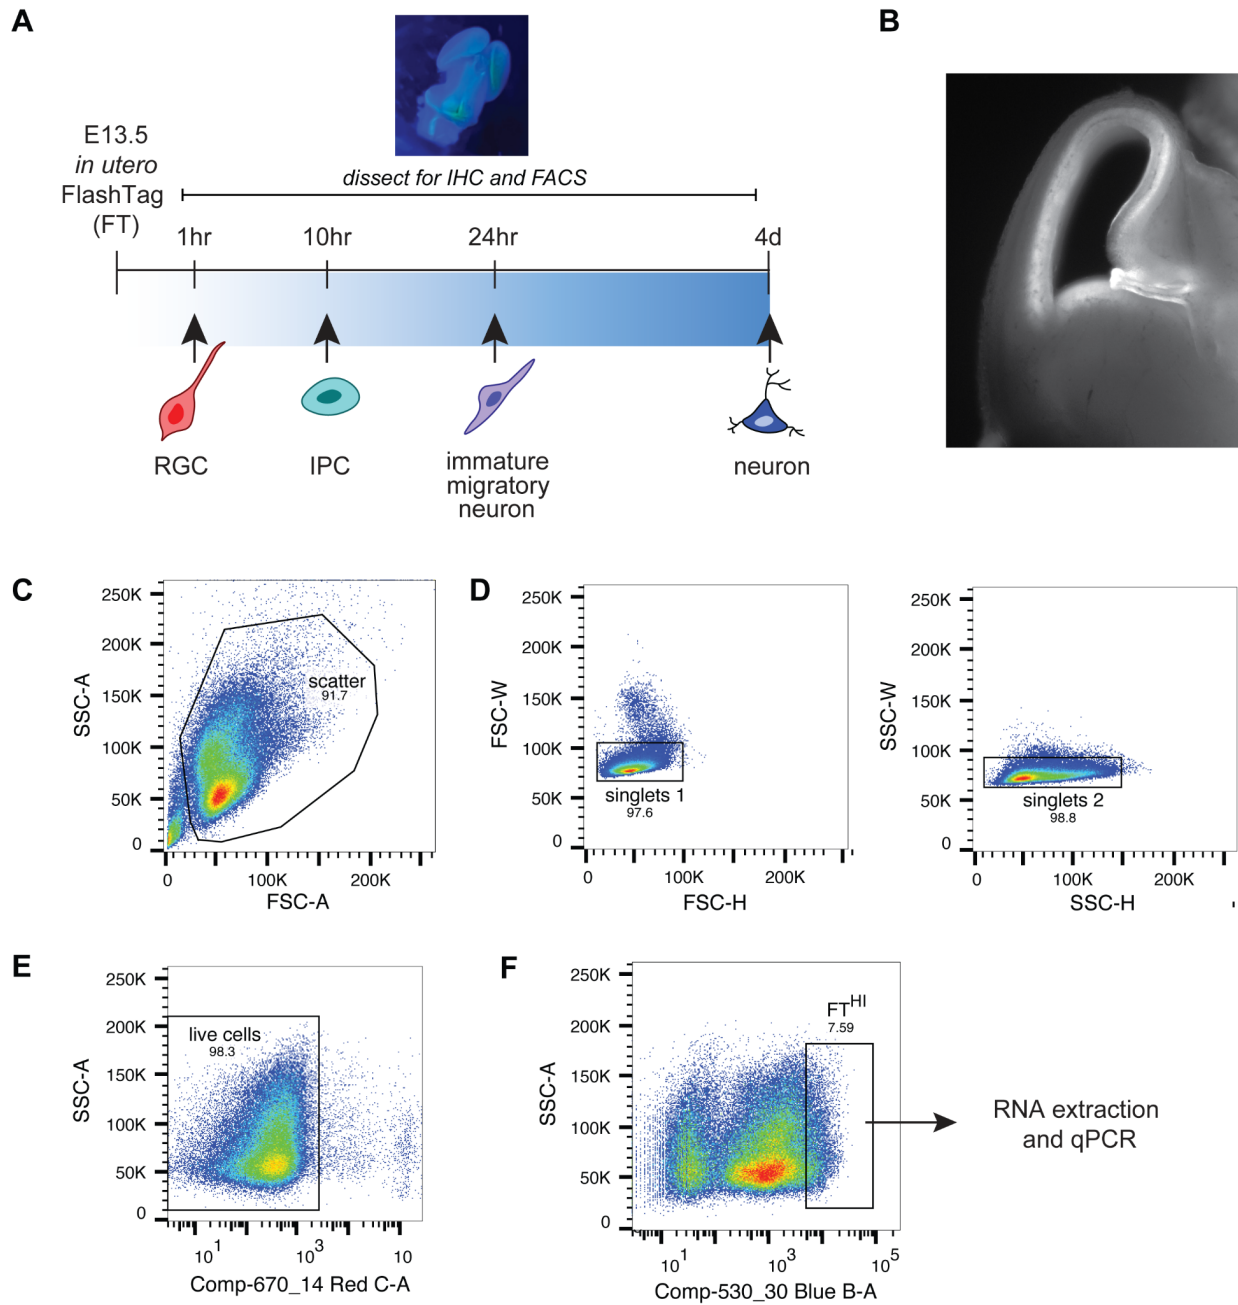 A
B
E13.5
in utero
FlashTag
(FT)
dissect for IHC and FACS
1hr
10hr
24hr
4d
RGC
IPC
immature
migratory
neuron
neuron
C
250K
200K
150K
100K
50K
0
SSC-A
scatter
91.7
0
100K
200K
FSC-A
D
250K
200K
150K
100K
50K
0
FSC-W
singlets 1
97.6
0
100K
200K
FSC-H
250K
200K
150K
100K
50K
0
SSC-W
singlets 2
98.8
0
100K
200K
SSC-H
E
250K
200K
150K
100K
50K
0
SSC-A
live cells
98.3
10¹
10³
10
Comp-670_14 Red C-A
F
250K
200K
150K
100K
50K
0
SSC-A
FTᴴᴵ
7.59
10¹
10³
10⁵
Comp-530_30 Blue B-A
RNA extraction
and qPCR